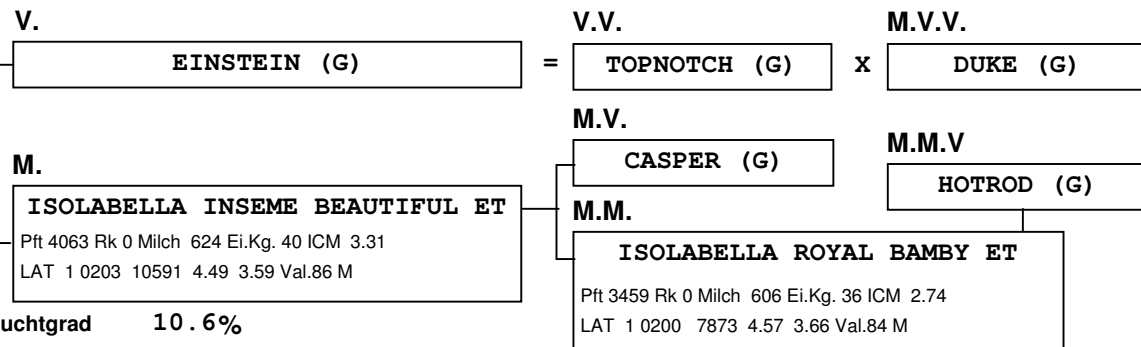 V.
V.V.
M.V.V.
EINSTEIN (G)
=
TOPNOTCH (G)
X
DUKE (G)
M.V.
CASPER (G)
M.M.V
HOTROD (G)
M.
ISOLABELLA INSEME BEAUTIFUL ET
Pft 4063 Rk 0 Milch 624 Ei.Kg. 40 ICM 3.31
LAT 1 0203 10591 4.49 3.59 Val.86 M
M.M.
ISOLABELLA ROYAL BAMBY ET
Pft 3459 Rk 0 Milch 606 Ei.Kg. 36 ICM 2.74
LAT 1 0200 7873 4.57 3.66 Val.84 M
uchtgrad 10.6%